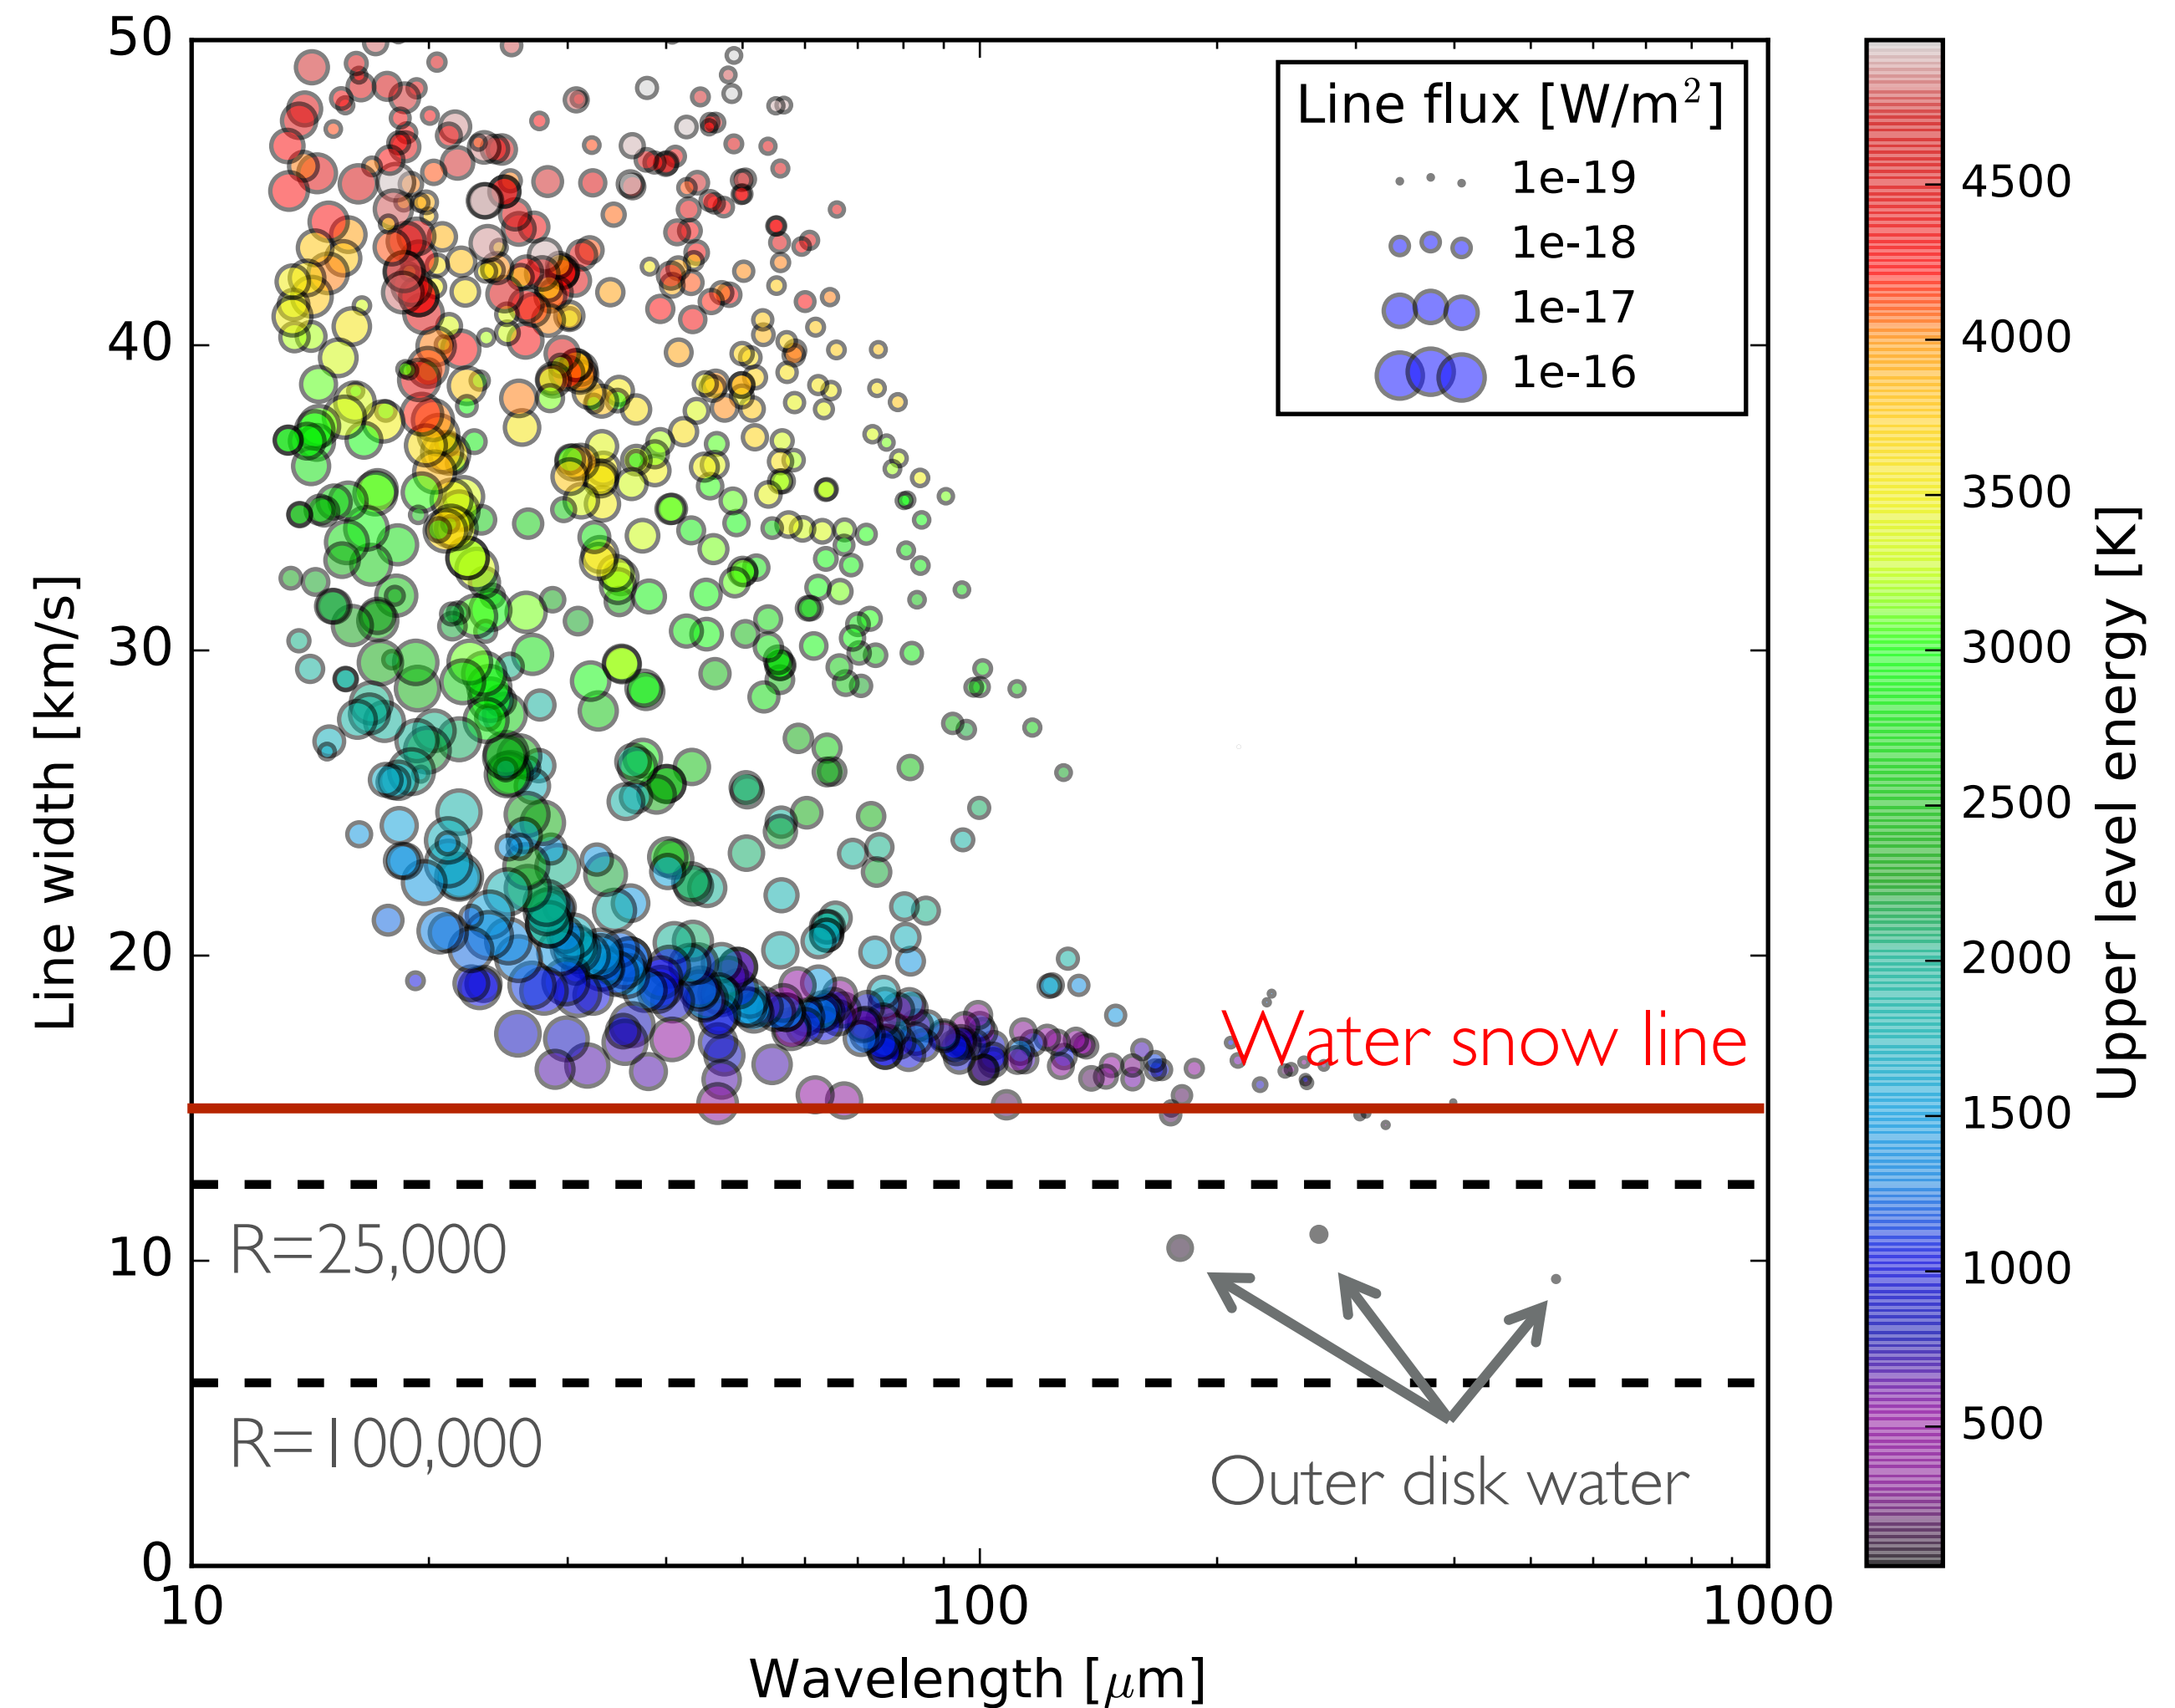 50
40
30
20
10
0
Line width [km/s]
Line flux [W/m²]
1e-19
1e-18
1e-17
1e-16
Water snow line
R=25,000
R=100,000
Outer disk water
10
100
1000
Wavelength [μm]
4500
4000
3500
3000
2500
2000
1500
1000
500
Upper level energy [K]